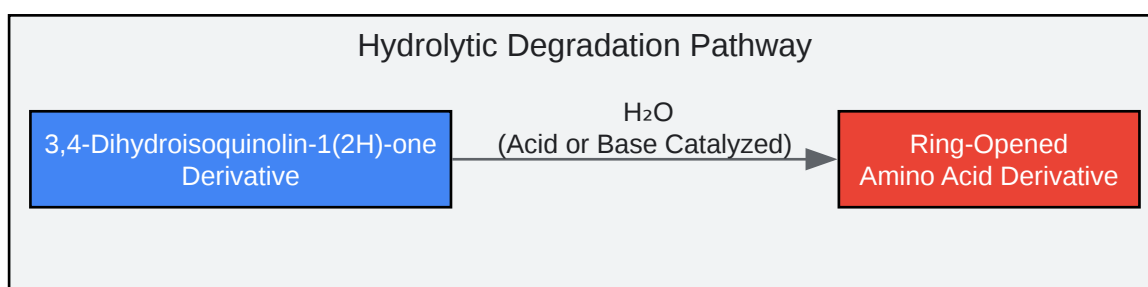 Hydrolytic Degradation Pathway
3,4-Dihydroisoquinolin-1(2H)-one
Derivative
H₂O
(Acid or Base Catalyzed)
Ring-Opened
Amino Acid Derivative